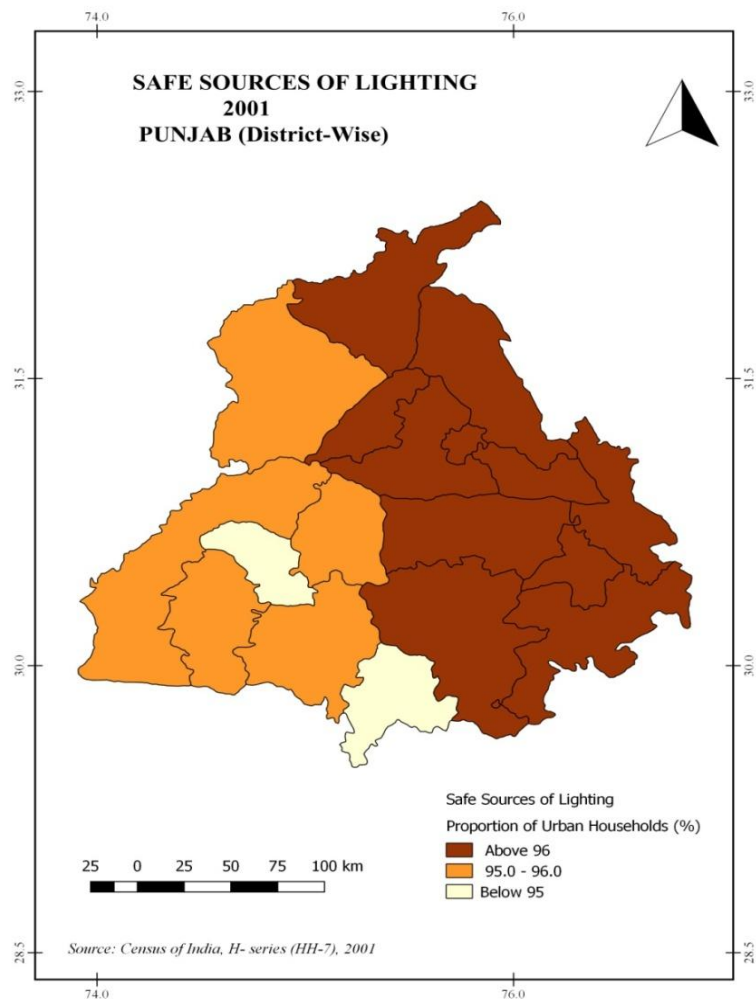 74.0 76.0
33.0 33.0
SAFE SOURCES OF LIGHTING
2001
PUNJAB (District-Wise)
31.5 31.5
30.0 30.0
Safe Sources of Lighting
Proportion of Urban Households (%)
Above 96
95.0 - 96.0
Below 95
25 0 25 50 75 100 km
Source: Census of India, H- series (HH-7), 2001
28.5 28.5
74.0 76.0